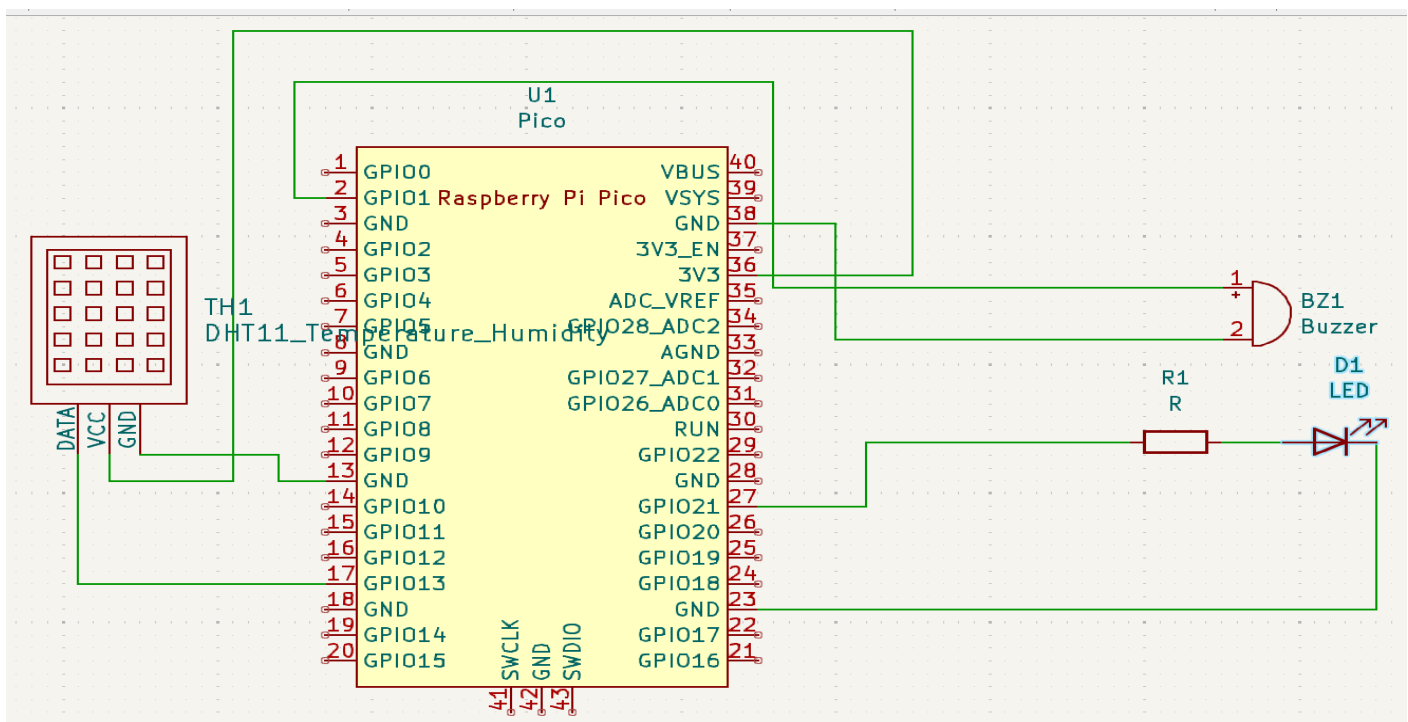 U1
Pico
Raspberry Pi Pico
1 GPIO0
2 GPIO1
3 GND
4 GPIO2
5 GPIO3
6 GPIO4
7 GPIO5
8 GND
9 GPIO6
10 GPIO7
11 GPIO8
12 GPIO9
13 GND
14 GPIO10
15 GPIO11
16 GPIO12
17 GPIO13
18 GND
19 GPIO14
20 GPIO15
VBUS 40
VSYS 39
GND 38
3V3_EN 37
3V3 36
ADC_VREF 35
GPIO28_ADC2 34
AGND 33
GPIO27_ADC1 32
GPIO26_ADC0 31
RUN 30
GPIO22 29
GND 28
GPIO21 27
GPIO20 26
GPIO19 25
GPIO18 24
GND 23
GPIO17 22
GPIO16 21
SWCLK 41
GND 42
SWDIO 43
TH1
DHT11_Temperature_Humidity
DATA
VCC
GND
1
+
2
BZ1
Buzzer
D1
LED
R1
R